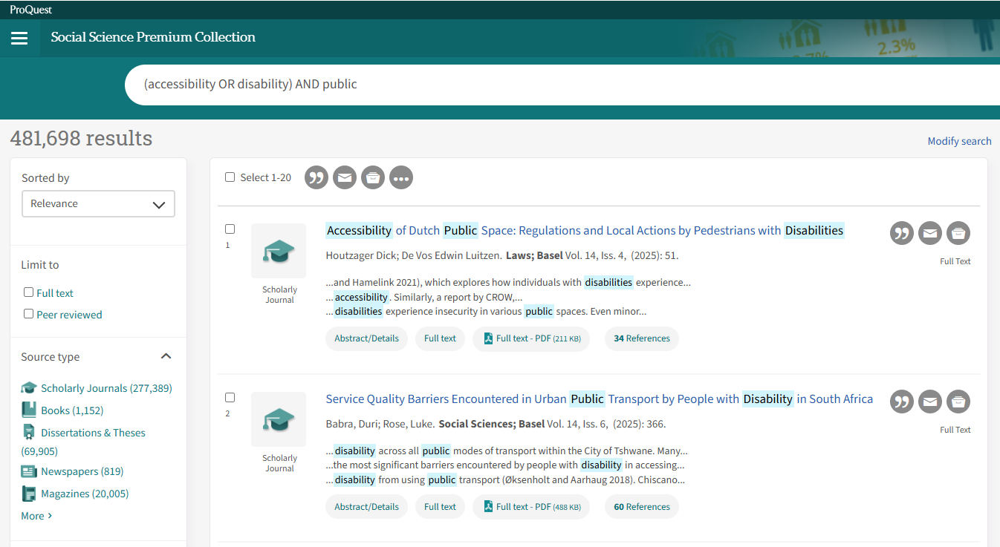 ProQuest
Social Science Premium Collection
2.3%
(accessibility OR disability) AND public
481,698 results
Modify search
Sorted by
Relevance
Limit to
Full text
Peer reviewed
Source type
Scholarly Journals (277,389)
Books (1,152)
Dissertations & Theses
(69,905)
Newspapers (819)
Magazines (20,005)
More
Select 1-20
1
Scholarly
Journal
Accessibility of Dutch Public Space: Regulations and Local Actions by Pedestrians with Disabilities
Houtzager Dick; De Vos Edwin Luitzen. Laws; Basel Vol. 14, Iss. 4, (2025): 51.
...and Hamelink 2021), which explores how individuals with disabilities experience...
...accessibility. Similarly, a report by CROW,...
...disabilities experience insecurity in various public spaces. Even minor...
Full Text
Abstract/Details
Full text
Full text - PDF (211 KB)
34 References
2
Scholarly
Journal
Service Quality Barriers Encountered in Urban Public Transport by People with Disability in South Africa
Babra, Duri; Rose, Luke. Social Sciences; Basel Vol. 14, Iss. 6, (2025): 366.
...disability across all public modes of transport within the City of Tshwane. Many...
...the most significant barriers encountered by people with disability in accessing...
...disability from using public transport (Øksenholt and Aarhaug 2018). Chiscano...
Full Text
Abstract/Details
Full text
Full text - PDF (488 KB)
60 References